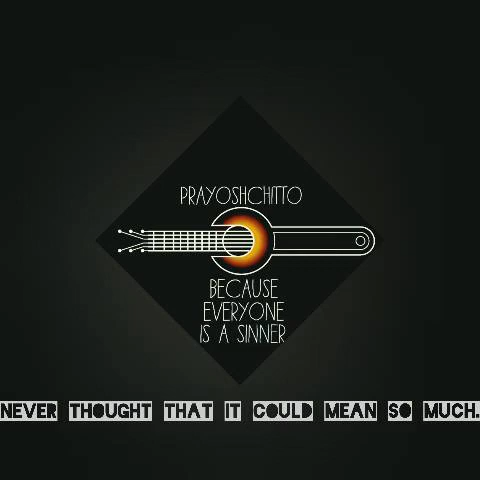 PRAYOSHCHITTO
BECAUSE
EVERYONE
IS A SINNER
NEVER THOUGHT THAT IT COULD MEAN SO MUCH.